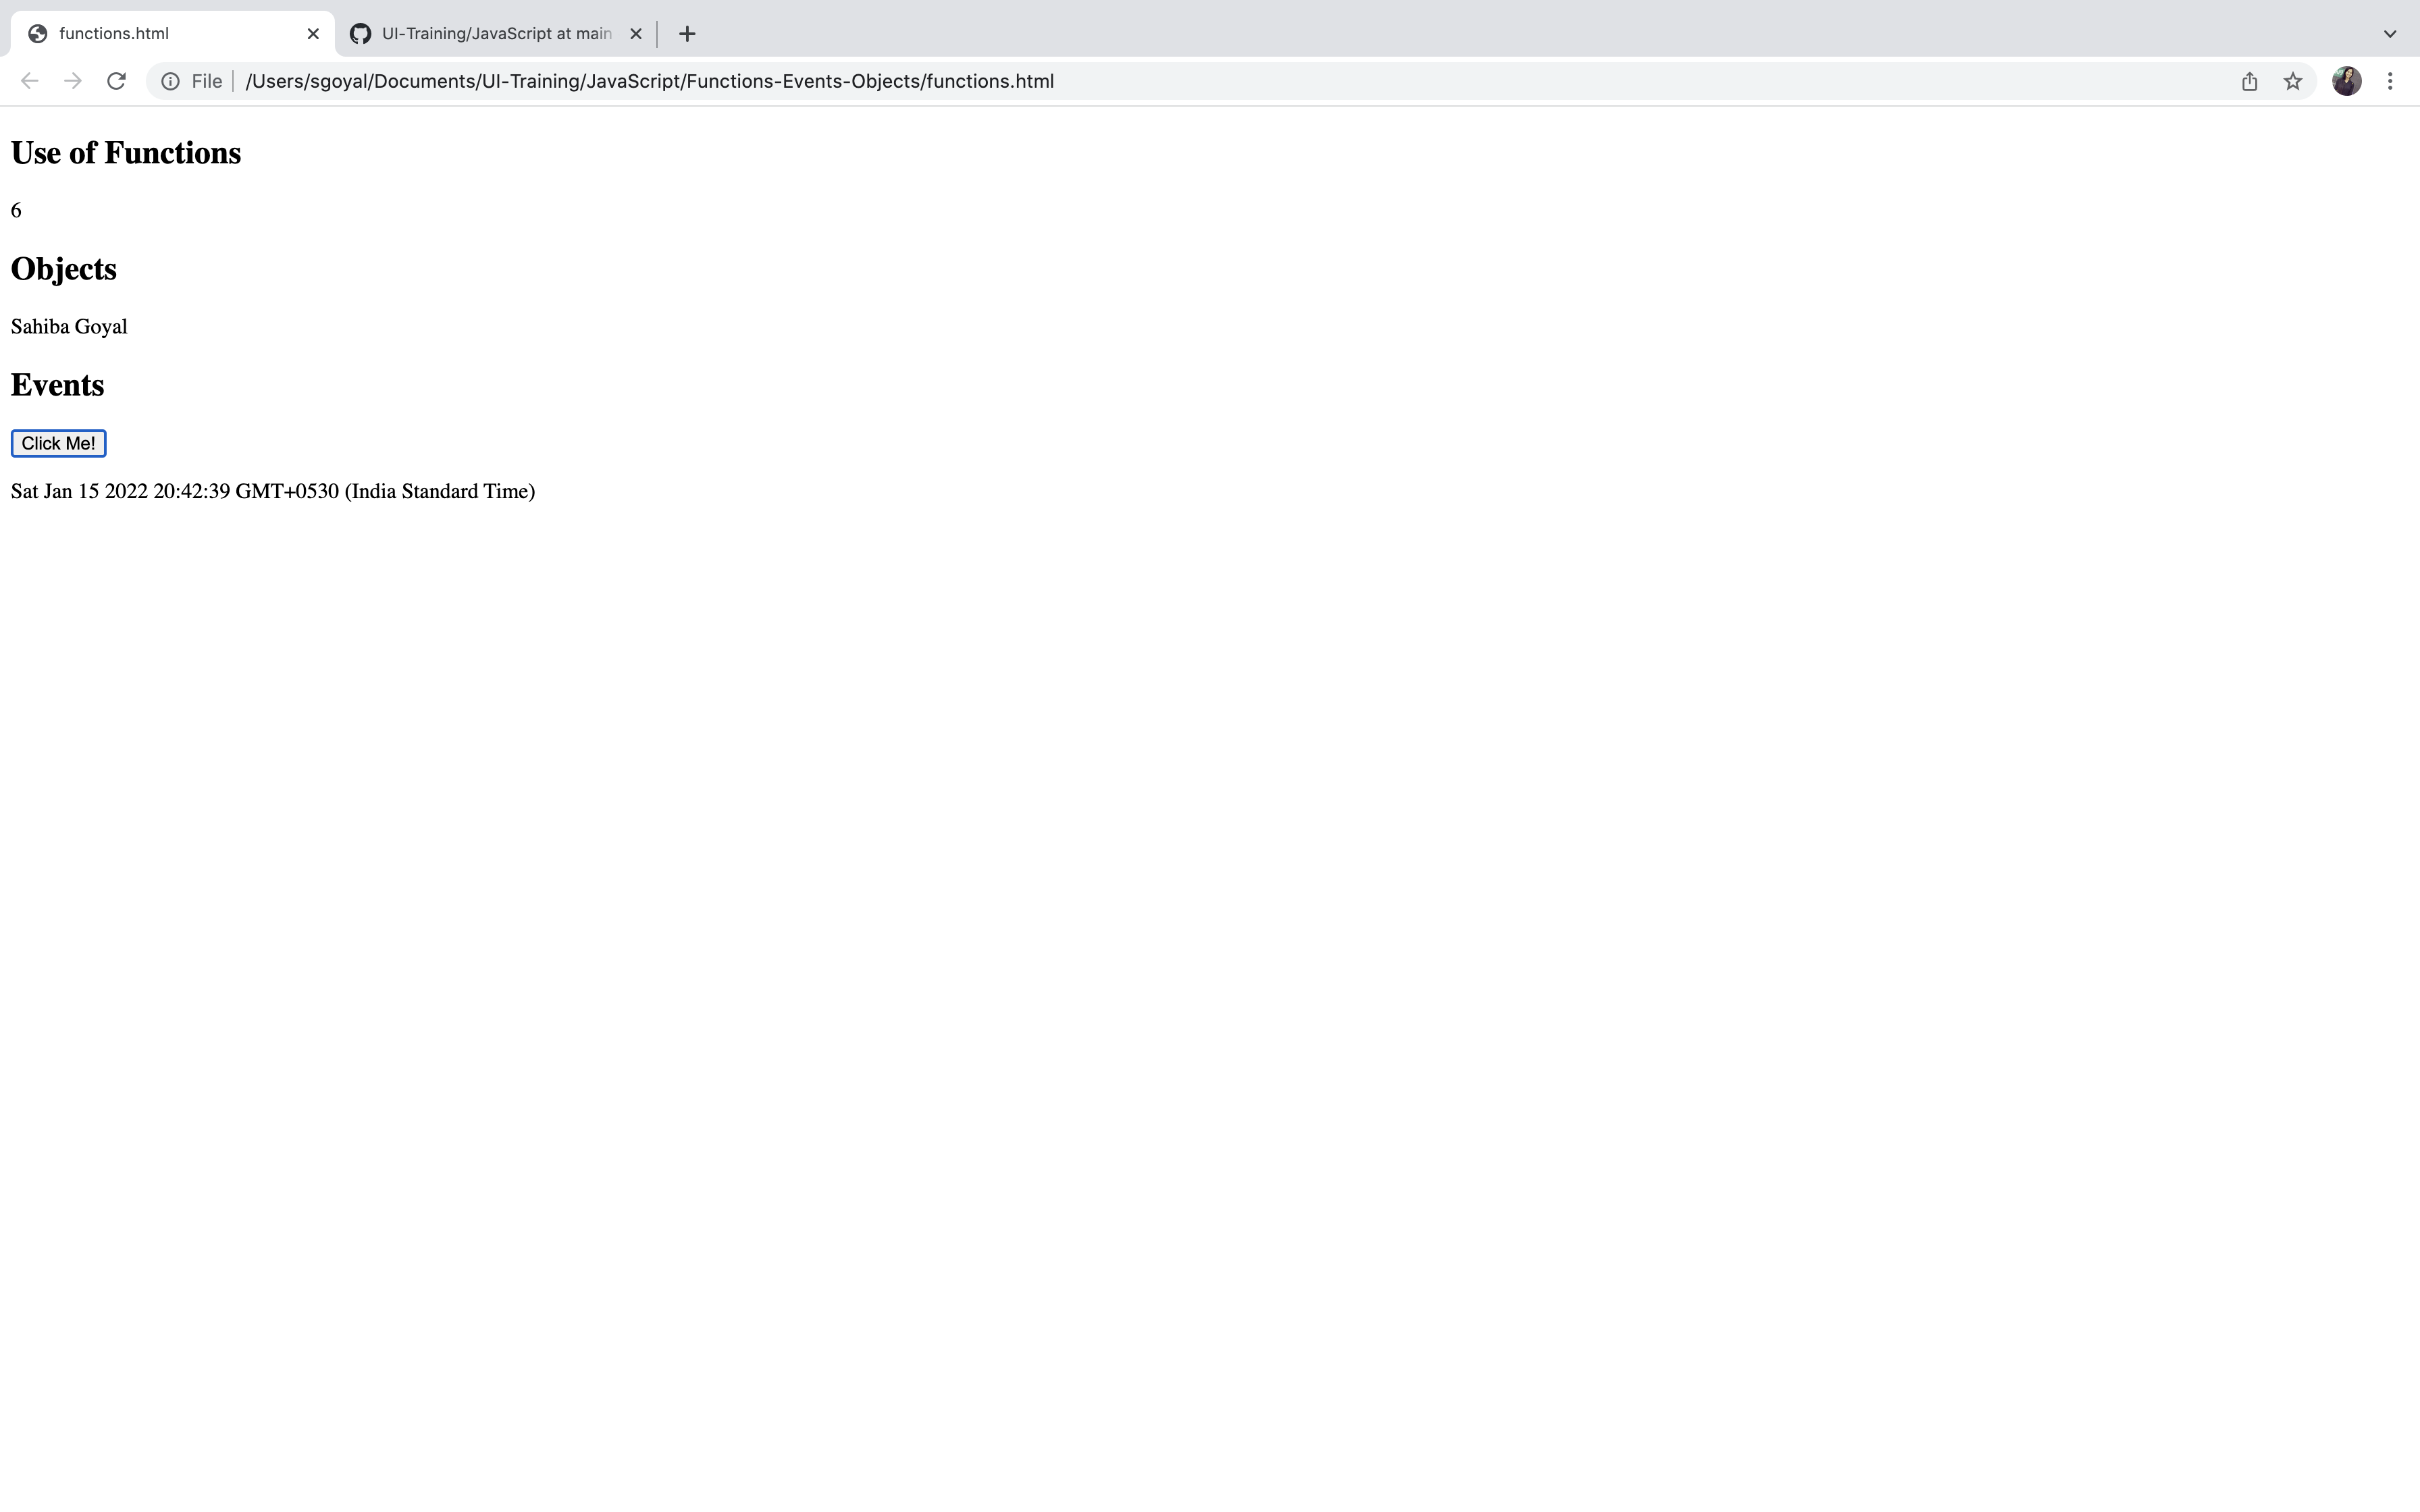 functions.html
UI-Training/JavaScript at main
File
/Users/sgoyal/Documents/UI-Training/JavaScript/Functions-Events-Objects/functions.html
Use of Functions
6
Objects
Sahiba Goyal
Events
Click Me!
Sat Jan 15 2022 20:42:39 GMT+0530 (India Standard Time)